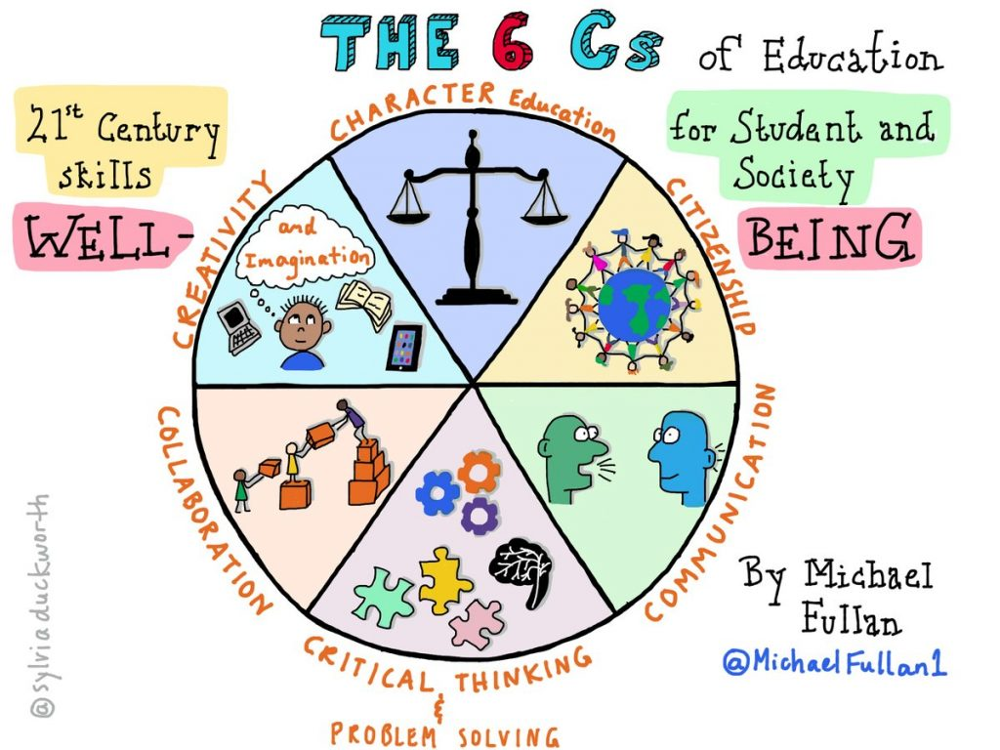 THE 6 Cs of Education
21st Century
skills
WELL-
for Student and
Society
BEING
CHARACTER Education
CITIZENSHIP
COMMUNICATION
CRITICAL THINKING
&
PROBLEM SOLVING
COLLABORATION
CREATIVITY
and
Imagination
By Michael
Fullan
@MichaelFullan1
@sylviaduckworth